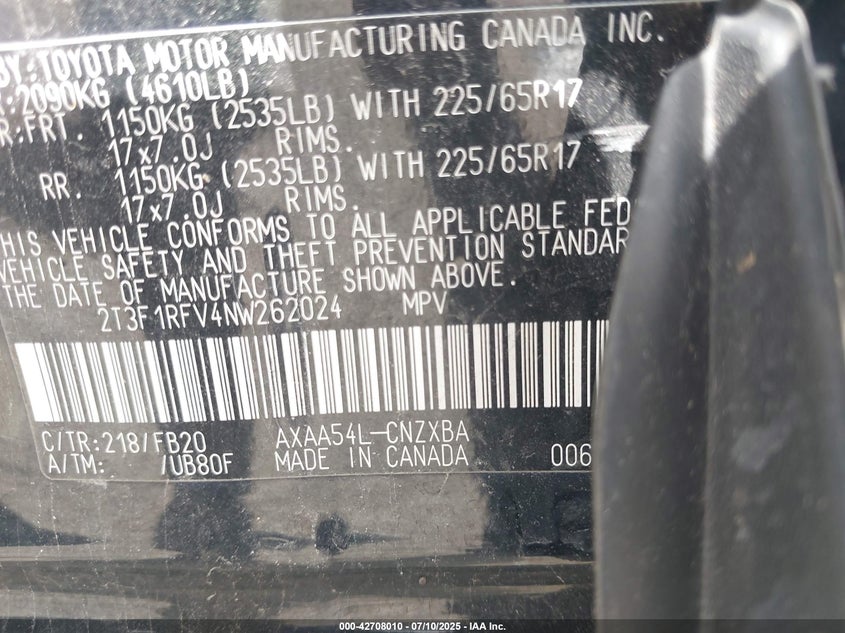 BY:TOYOTA MOTOR MANUFACTURING CANADA INC.
:2090KG (4610LB)
R:FRT. 1150KG (2535LB) WITH 225/65R17
17x7.0J RIMS.
RR. 1150KG (2535LB) WITH 225/65R17
17x7.0J RIMS.
THIS VEHICLE CONFORMS TO ALL APPLICABLE FED
VEHICLE SAFETY AND THEFT PREVENTION STANDAR
THE DATE OF MANUFACTURE SHOWN ABOVE.
2T3F1RFV4NW262024 MPV
C/TR:218/FB20 AXAA54L-CNZXBA
A/TM: /UB80F MADE IN CANADA 006
000-42708010 - 07/10/2025 - IAA Inc.